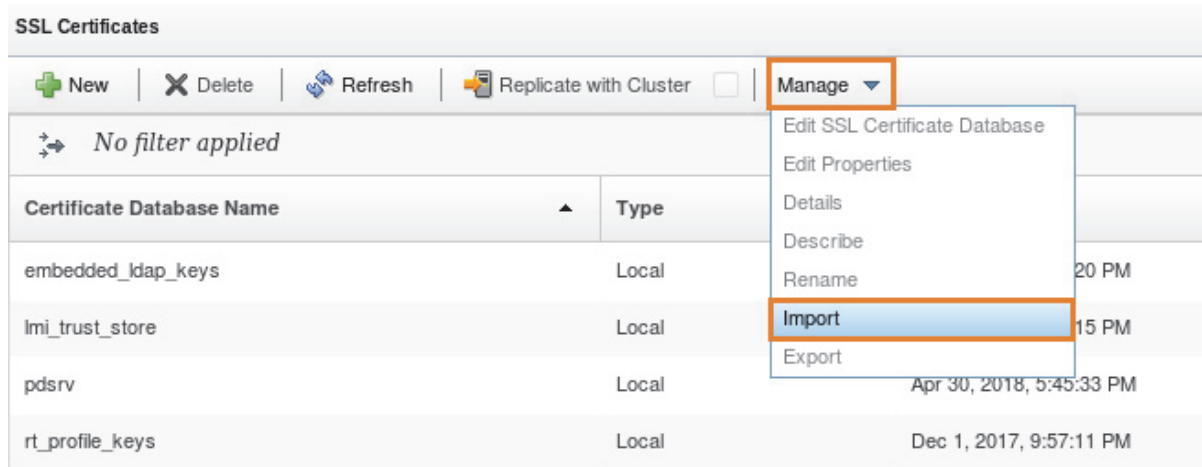 SSL Certificates
New Delete Refresh Replicate with Cluster Manage
No filter applied
Edit SSL Certificate Database
Edit Properties
Details
Describe
Rename
Import
Export
Certificate Database Name Type
embedded_ldap_keys Local 20 PM
lmi_trust_store Local 15 PM
pdsrv Local Apr 30, 2018, 5:45:33 PM
rt_profile_keys Local Dec 1, 2017, 9:57:11 PM